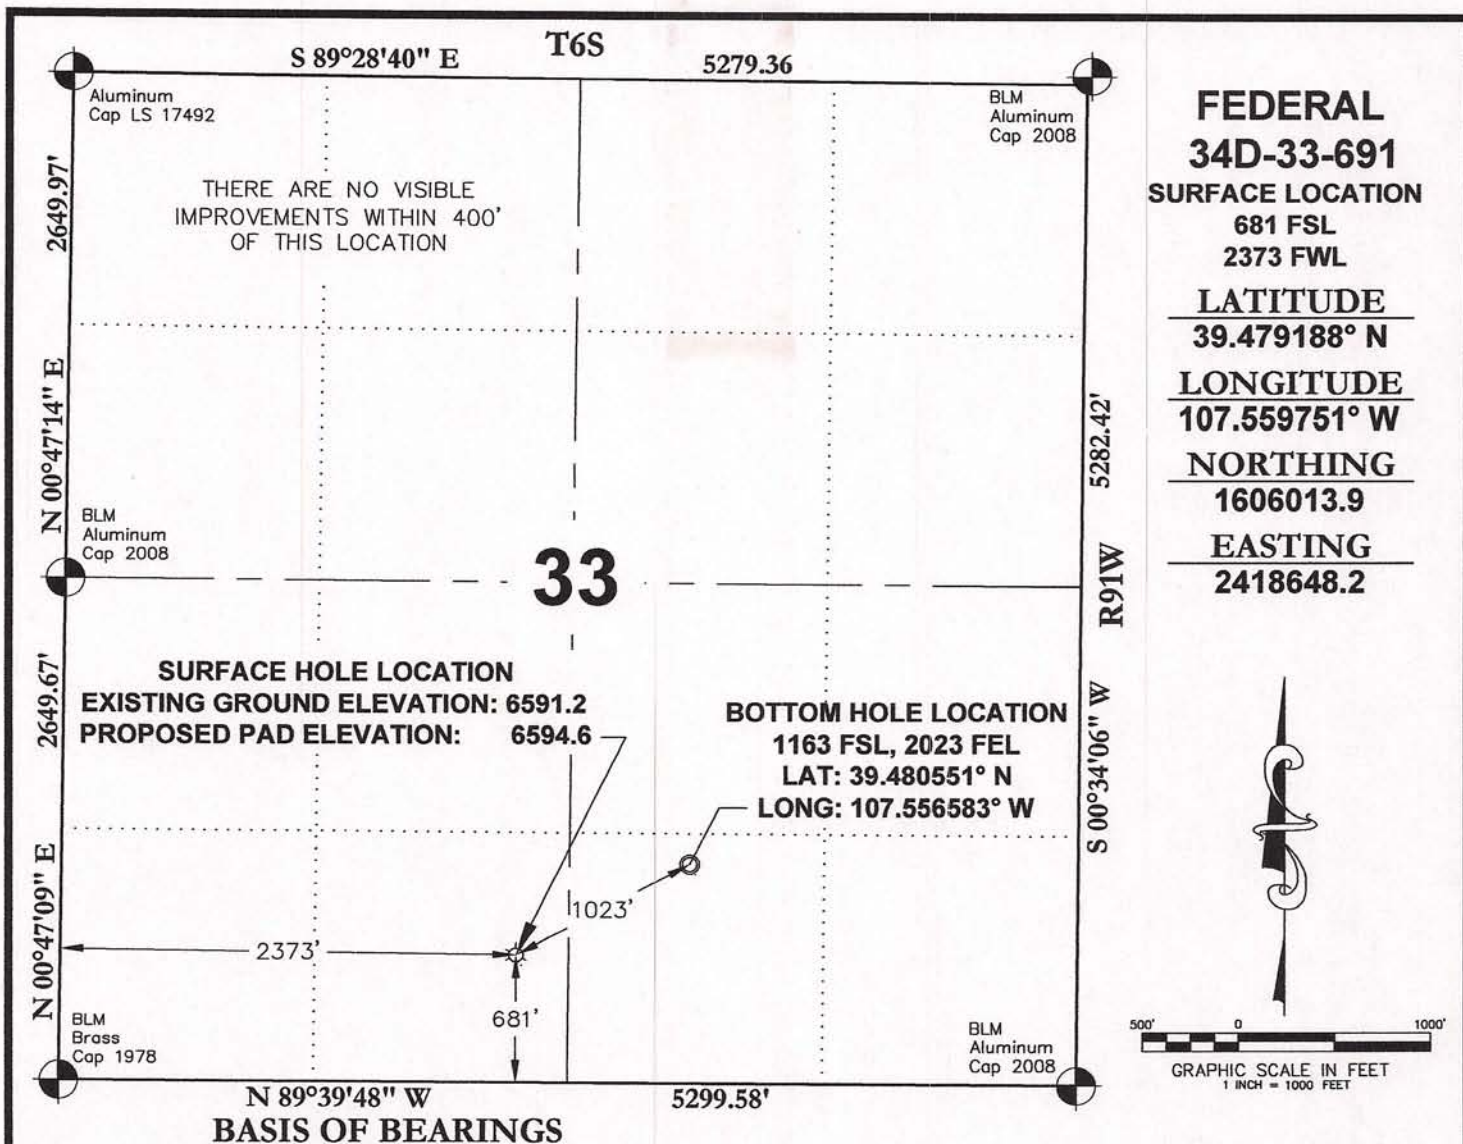 S 89°28'40" E
T6S
5279.36
Aluminum
Cap LS 17492
BLM
Aluminum
Cap 2008
THERE ARE NO VISIBLE
IMPROVEMENTS WITHIN 400'
OF THIS LOCATION
2649.97'
N 00°47'14" E
BLM
Aluminum
Cap 2008
33
5282.42'
R91W
S 00°34'06" W
2649.67'
N 00°47'09" E
SURFACE HOLE LOCATION
EXISTING GROUND ELEVATION: 6591.2
PROPOSED PAD ELEVATION: 6594.6
BOTTOM HOLE LOCATION
1163 FSL, 2023 FEL
LAT: 39.480551° N
LONG: 107.556583° W
1023'
2373'
681'
BLM
Brass
Cap 1978
BLM
Aluminum
Cap 2008
N 89°39'48" W
5299.58'
BASIS OF BEARINGS
FEDERAL
34D-33-691
SURFACE LOCATION
681 FSL
2373 FWL
LATITUDE
39.479188° N
LONGITUDE
107.559751° W
NORTHING
1606013.9
EASTING
2418648.2
500' 0 1000'
GRAPHIC SCALE IN FEET
1 INCH = 1000 FEET